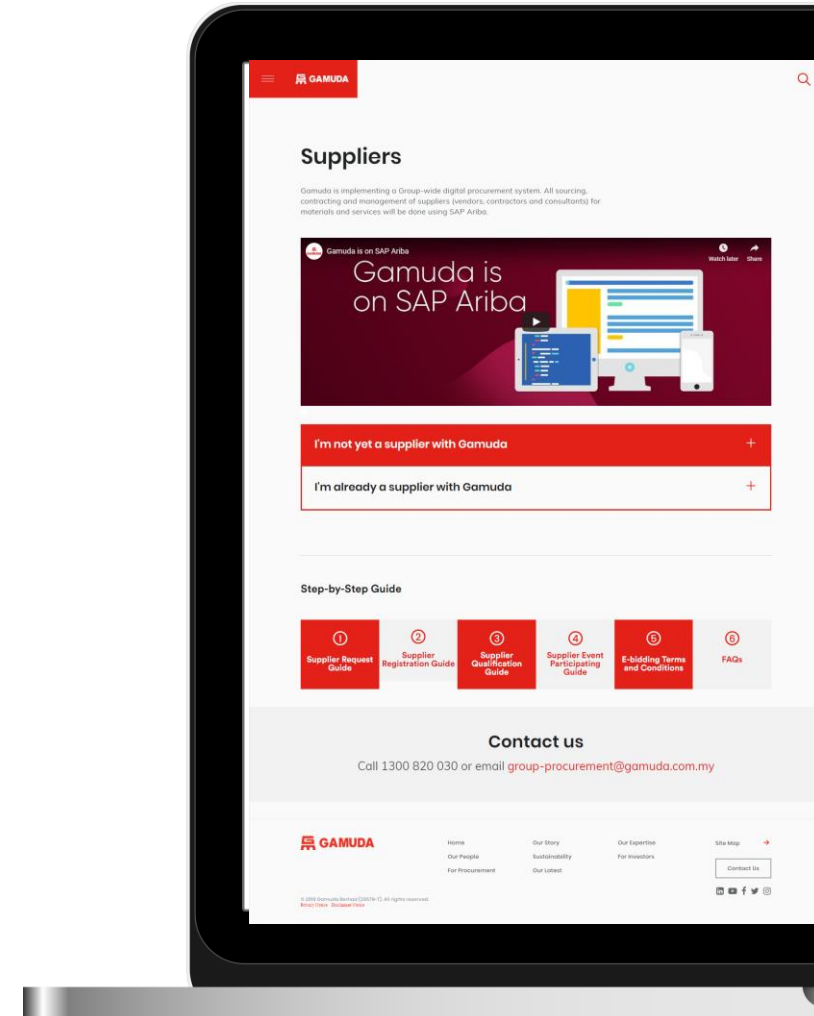 GAMUDA
Suppliers
Gamuda is implementing a Group-wide digital procurement system. All sourcing,
contracting and management of suppliers (vendors, contractors and consultants) for
materials and services will be done using SAP Ariba.
Gamuda is on SAP Ariba
Watch later Share
Gamuda is
on SAP Ariba
I'm not yet a supplier with Gamuda
I'm already a supplier with Gamuda
Step-by-Step Guide
1
Supplier Request
Guide
2
Supplier
Registration Guide
3
Supplier
Qualification
Guide
4
Supplier Event
Participating
Guide
5
E-bidding Terms
and Conditions
6
FAQs
Contact us
Call 1300 820 030 or email group-procurement@gamuda.com.my
GAMUDA
Home Our Story Our Expertise Site Map
Our People Sustainability For Investors
For Procurement Our Latest
Contact Us
Gamuda Berhad All rights reserved.